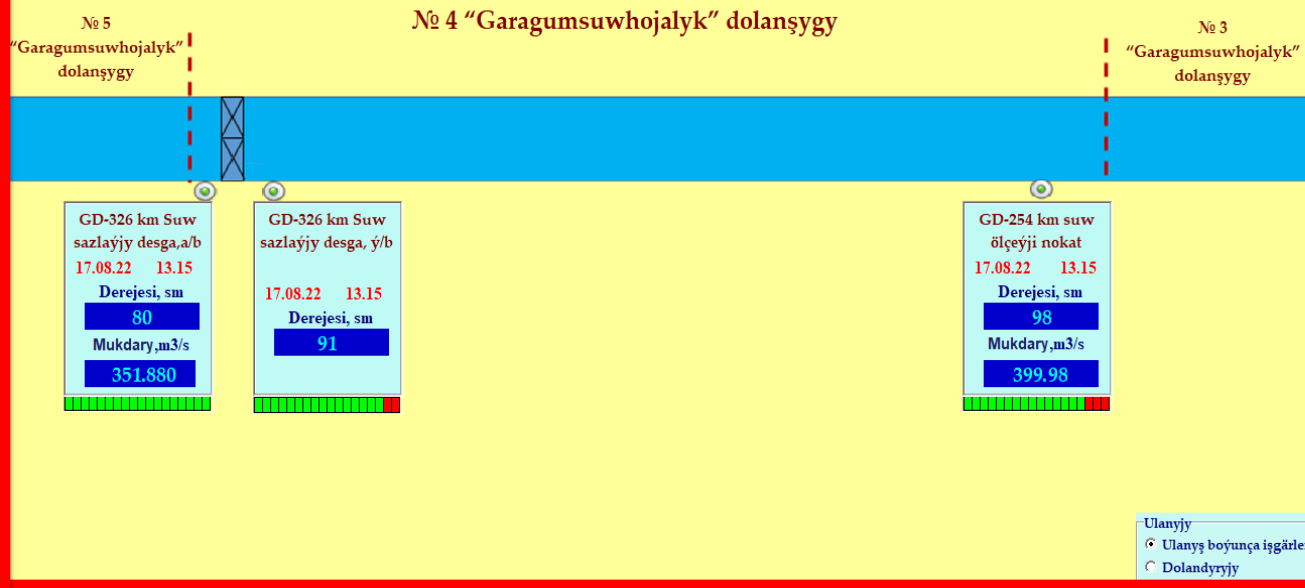 № 4 “Garagumsuwhojalyk” dolanşygy
№ 5
“Garagumsuwhojalyk”
dolanşygy
№ 3
“Garagumsuwhojalyk”
dolanşygy
GD-326 km Suw
sazlaýjy desga,a/b
17.08.22 13.15
Derejesi, sm
80
Mukdary,m3/s
351.880
GD-326 km Suw
sazlaýjy desga, ý/b
17.08.22 13.15
Derejesi, sm
91
GD-254 km suw
ölçeýji nokat
17.08.22 13.15
Derejesi, sm
98
Mukdary,m3/s
399.98
Ulanyjy
Ulanyş boýunça işgärler
Dolandyryjy